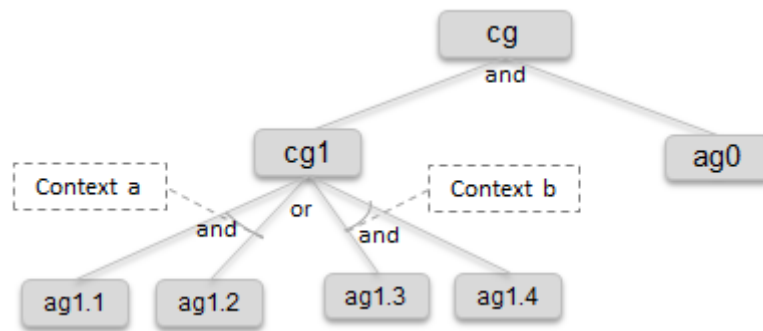 cg
and
cg1
ag0
Context a
or
Context b
and
and
ag1.1
ag1.2
ag1.3
ag1.4